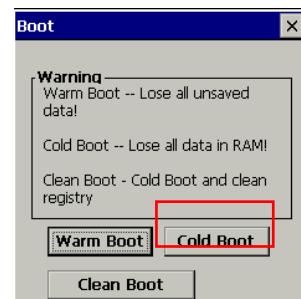 Boot
Warning
Warm Boot -- Lose all unsaved
data!
Cold Boot -- Lose all data in RAM!
Clean Boot - Cold Boot and clean
registry
Warm Boot Cold Boot
Clean Boot